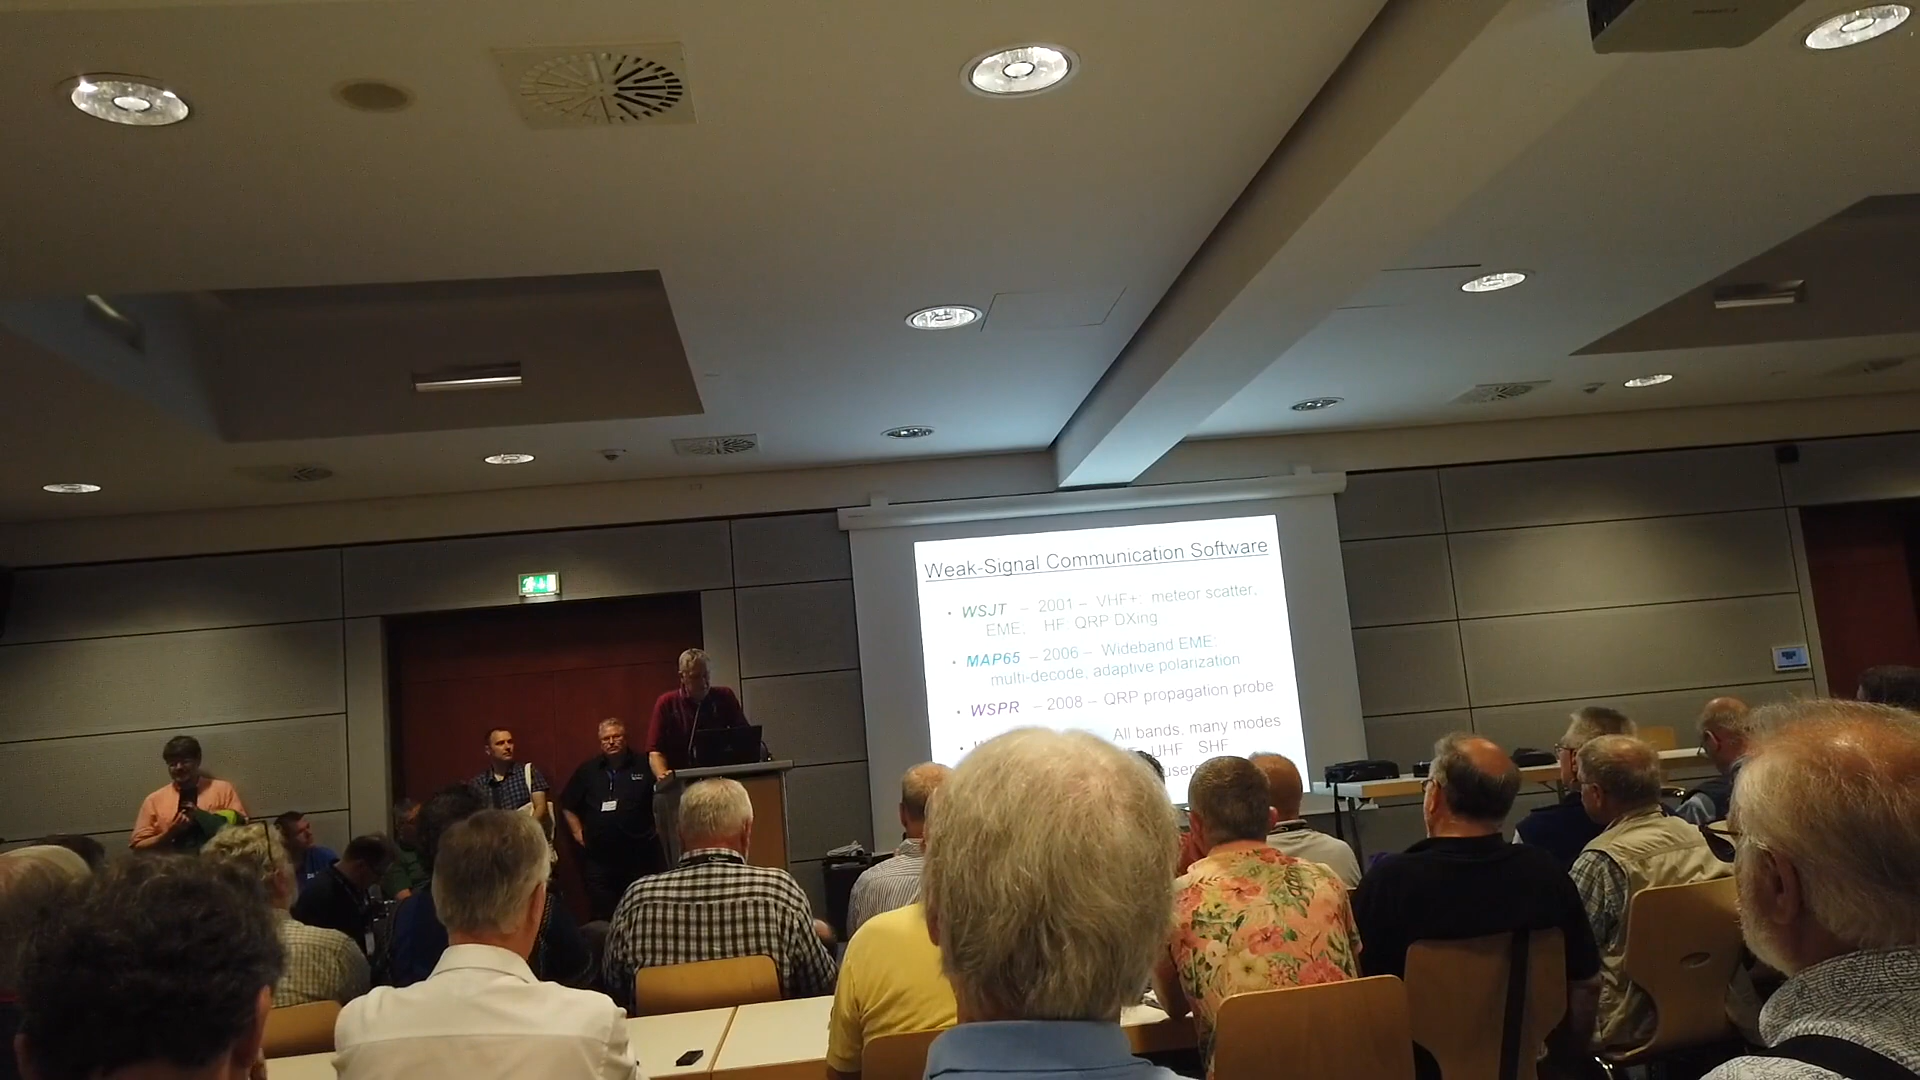 Weak-Signal Communication Software
• WSJT – 2001 – VHF+: meteor scatter,
EME, HF QRP DXing
• MAP65 – 2006 – Wideband EME;
multi-decode, adaptive polarization
• WSPR – 2008 – QRP propagation probe
All bands, many modes
UHF SHF
users